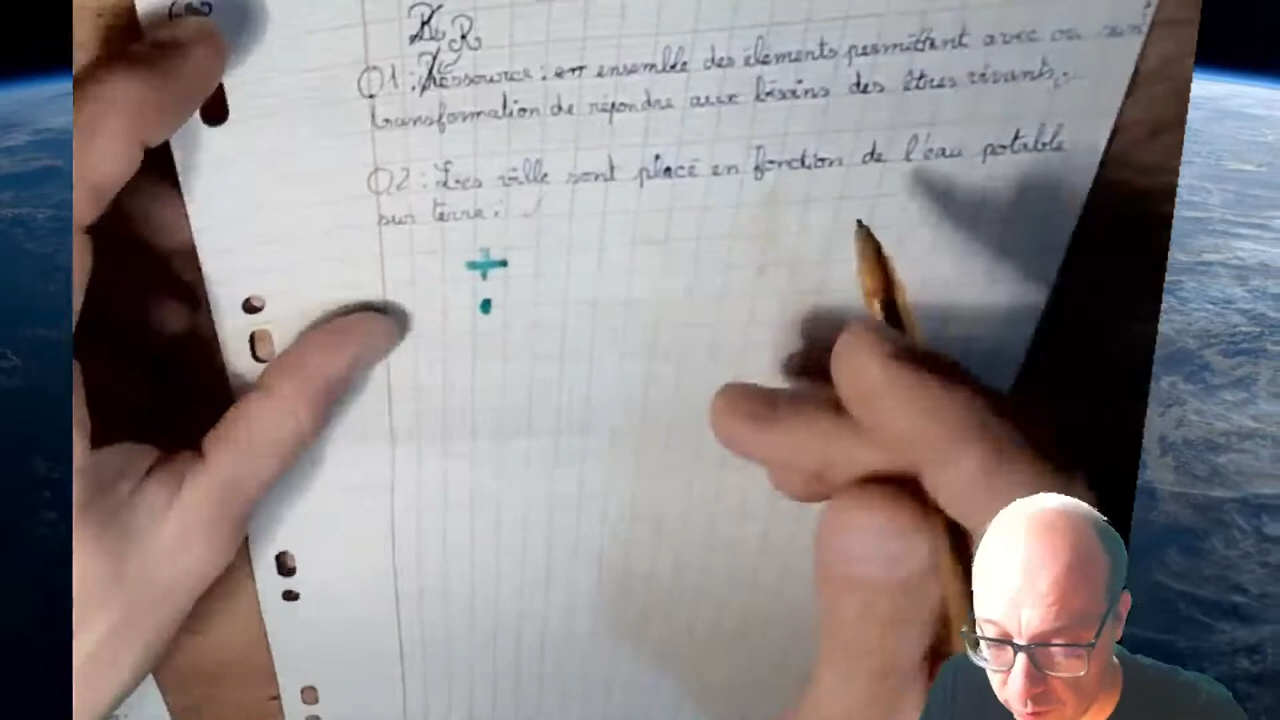 R
R
Q1 : Ressource : en ensemble des éléments permettant avec ou sans
transformation de répondre aux besoins des êtres vivants.
Q2 : Les ville sont placé en fonction de l'eau potable
sur terre.